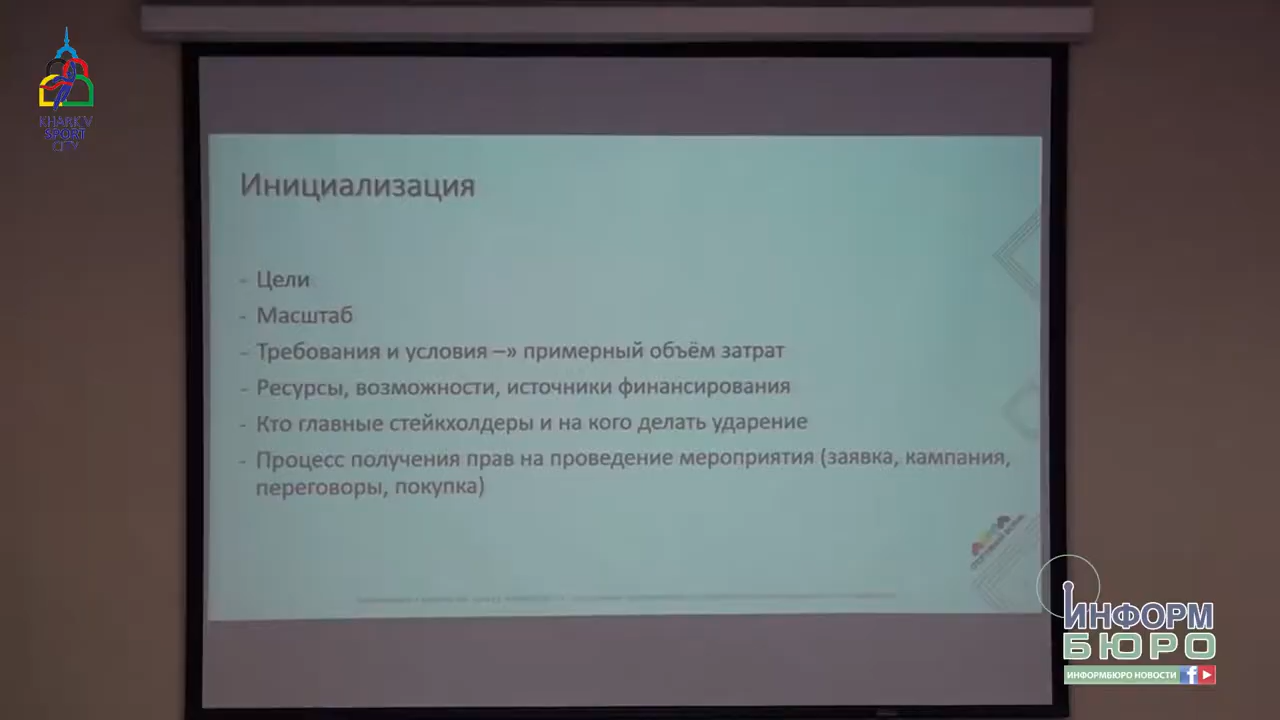 KHARKIV
SPORT
CITY
Инициализация
- Цели
- Масштаб
- Требования и условия –» примерный объём затрат
- Ресурсы, возможности, источники финансирования
- Кто главные стейкхолдеры и на кого делать ударение
- Процесс получения прав на проведение мероприятия (заявка, кампания,
переговоры, покупка)
ИНФОРМ
БЮРО
ИНФОРМБЮРО НОВОСТИ